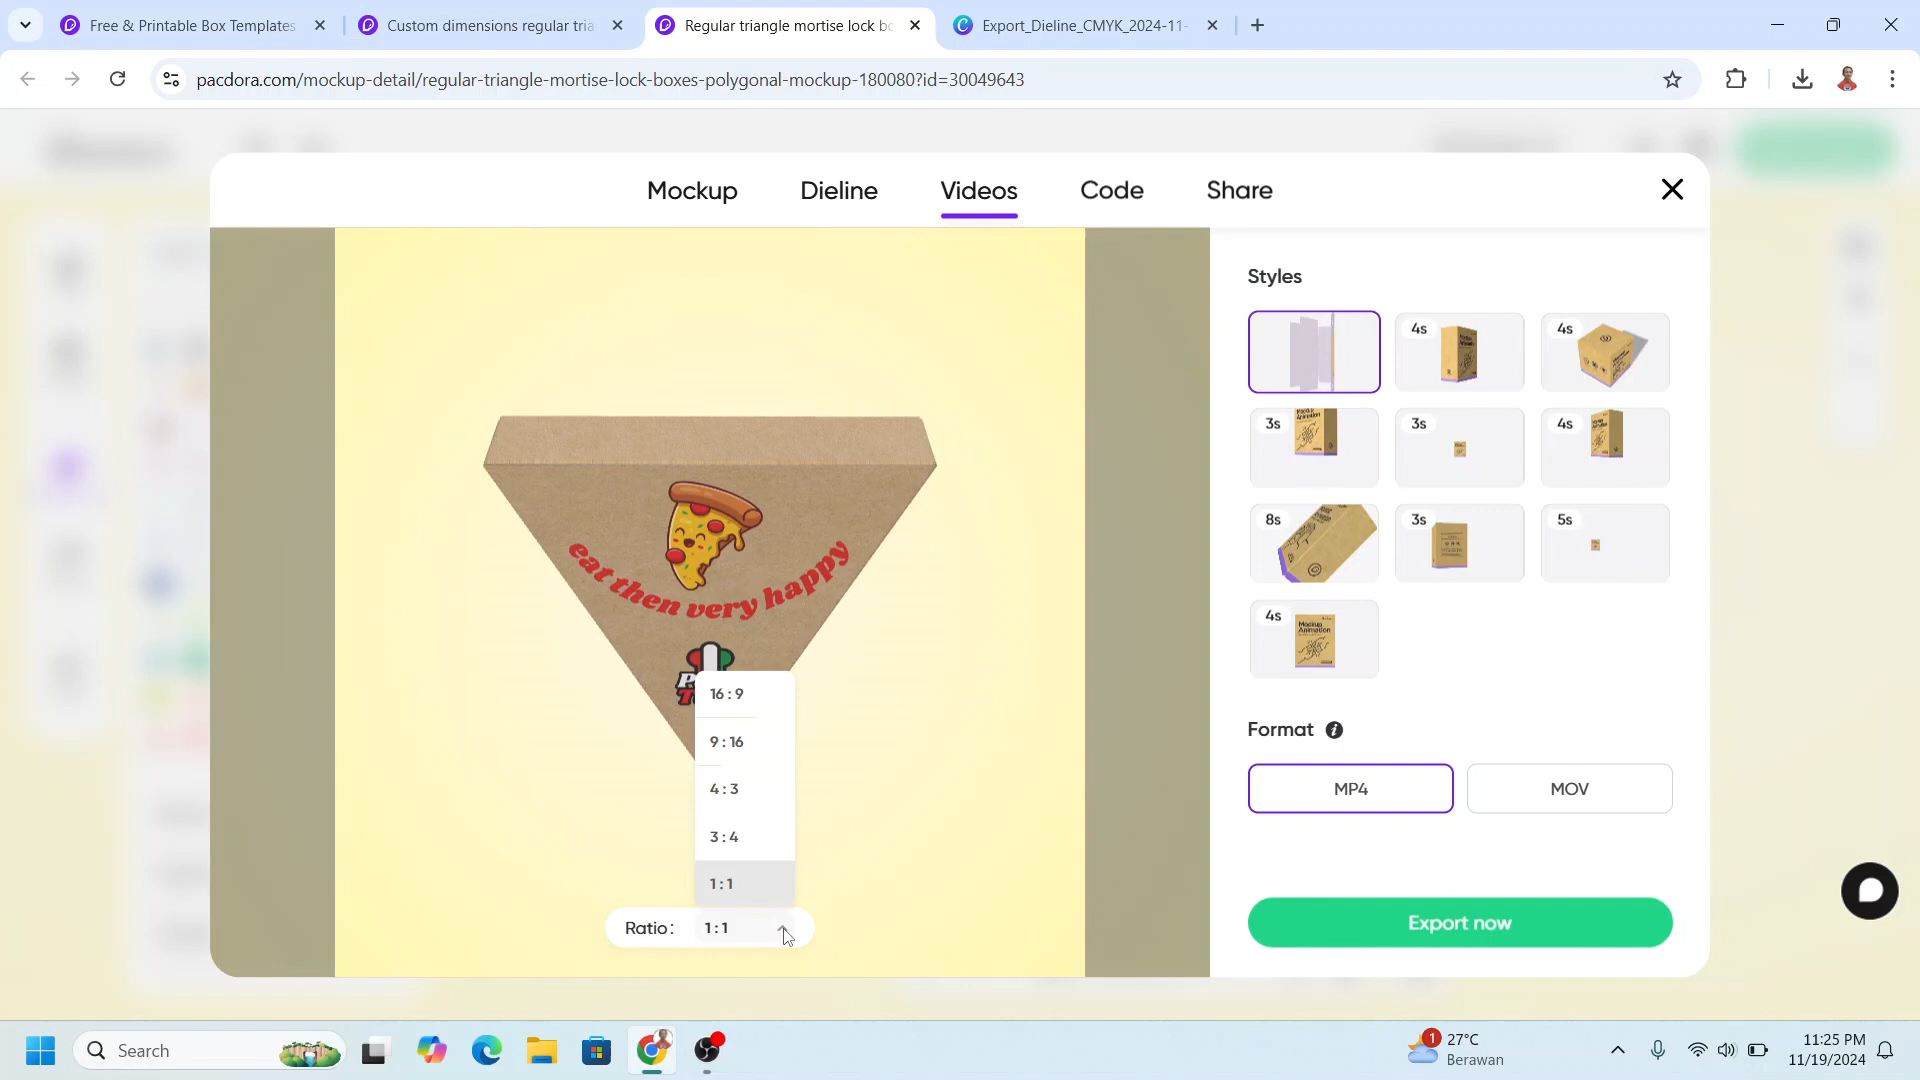 Free & Printable Box Templates
Custom dimensions regular tria
Regular triangle mortise lock bo
Export_Dieline_CMYK_2024-11-
pacdora.com/mockup-detail/regular-triangle-mortise-lock-boxes-polygonal-mockup-180080?id=30049643
Mockup
Dieline
Videos
Code
Share
Styles
4s
4s
3s
3s
4s
8s
3s
5s
4s
Mockup
Animation
eat then very happy
16 : 9
9 : 16
4 : 3
3 : 4
1 : 1
Ratio: 1 : 1
Format
MP4
MOV
Export now
Search
1
27°C
Berawan
11:25 PM
11/19/2024